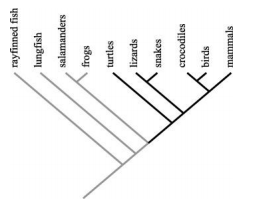 rayfinned fish
lungfish
salamanders
frogs
turtles
lizards
snakes
crocodiles
birds
mammals